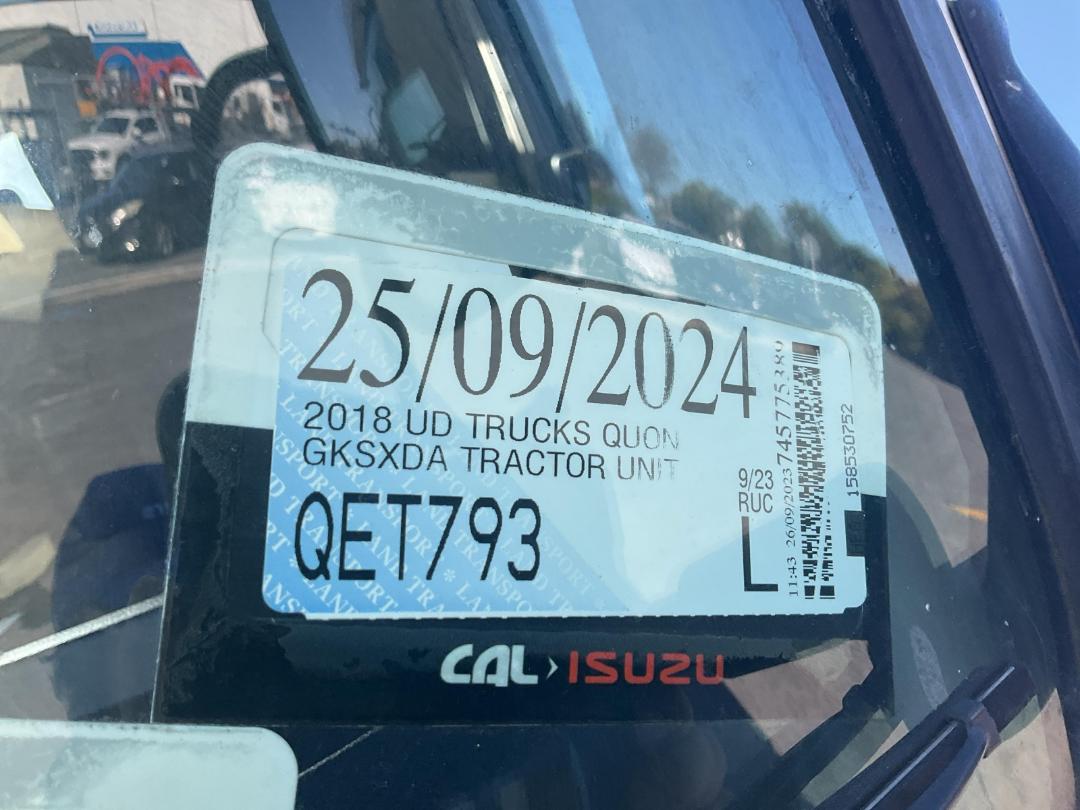 25/09/2024
2018 UD TRUCKS QUON
GKSXDA TRACTOR UNIT
QET793
9/23
RUC
L
11:43 26/09/2023 745775389
158530752
CAL ISUZU